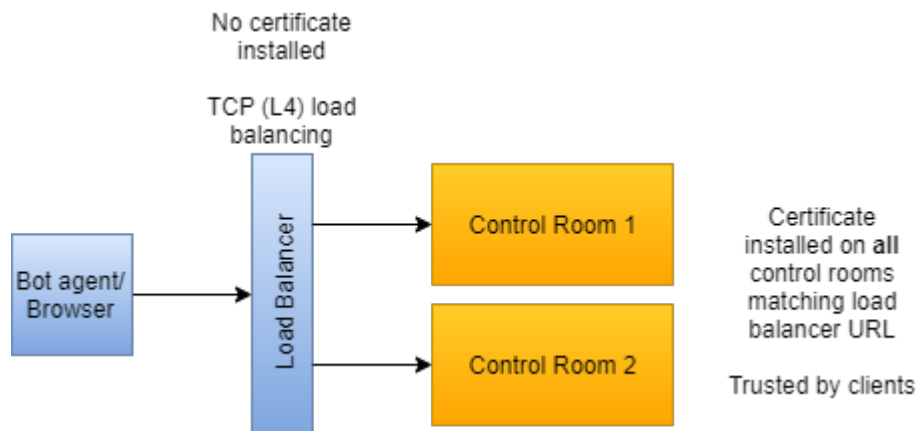 No certificate
installed
TCP (L4) load
balancing
Bot agent/
Browser
Load Balancer
Control Room 1
Control Room 2
Certificate
installed on all
control rooms
matching load
balancer URL
Trusted by clients